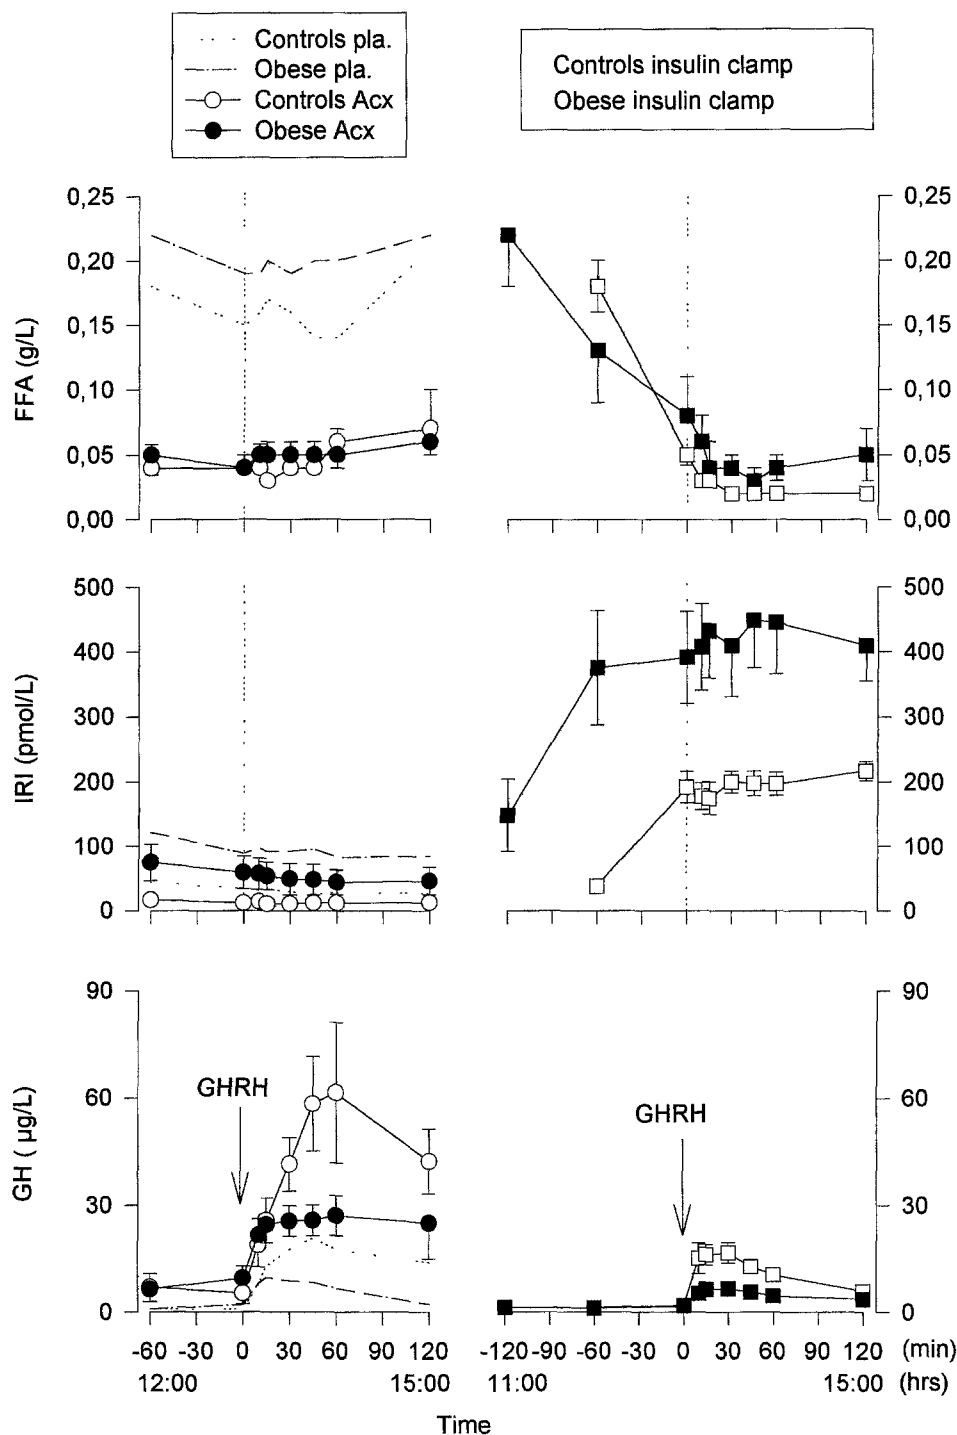 Controls pla.
Obese pla.
Controls Acx
Obese Acx
Controls insulin clamp
Obese insulin clamp
FFA (g/L)
0,25
0,20
0,15
0,10
0,05
0,00
0,25
0,20
0,15
0,10
0,05
0,00
IRI (pmol/L)
500
400
300
200
100
0
500
400
300
200
100
0
GH ( µg/L)
90
60
30
0
GHRH
GHRH
90
60
30
0
-60 -30 0 30 60 90 120
-120 -90 -60 -30 0 30 60 90 120 (min)
12:00 15:00
11:00 15:00 (hrs)
Time